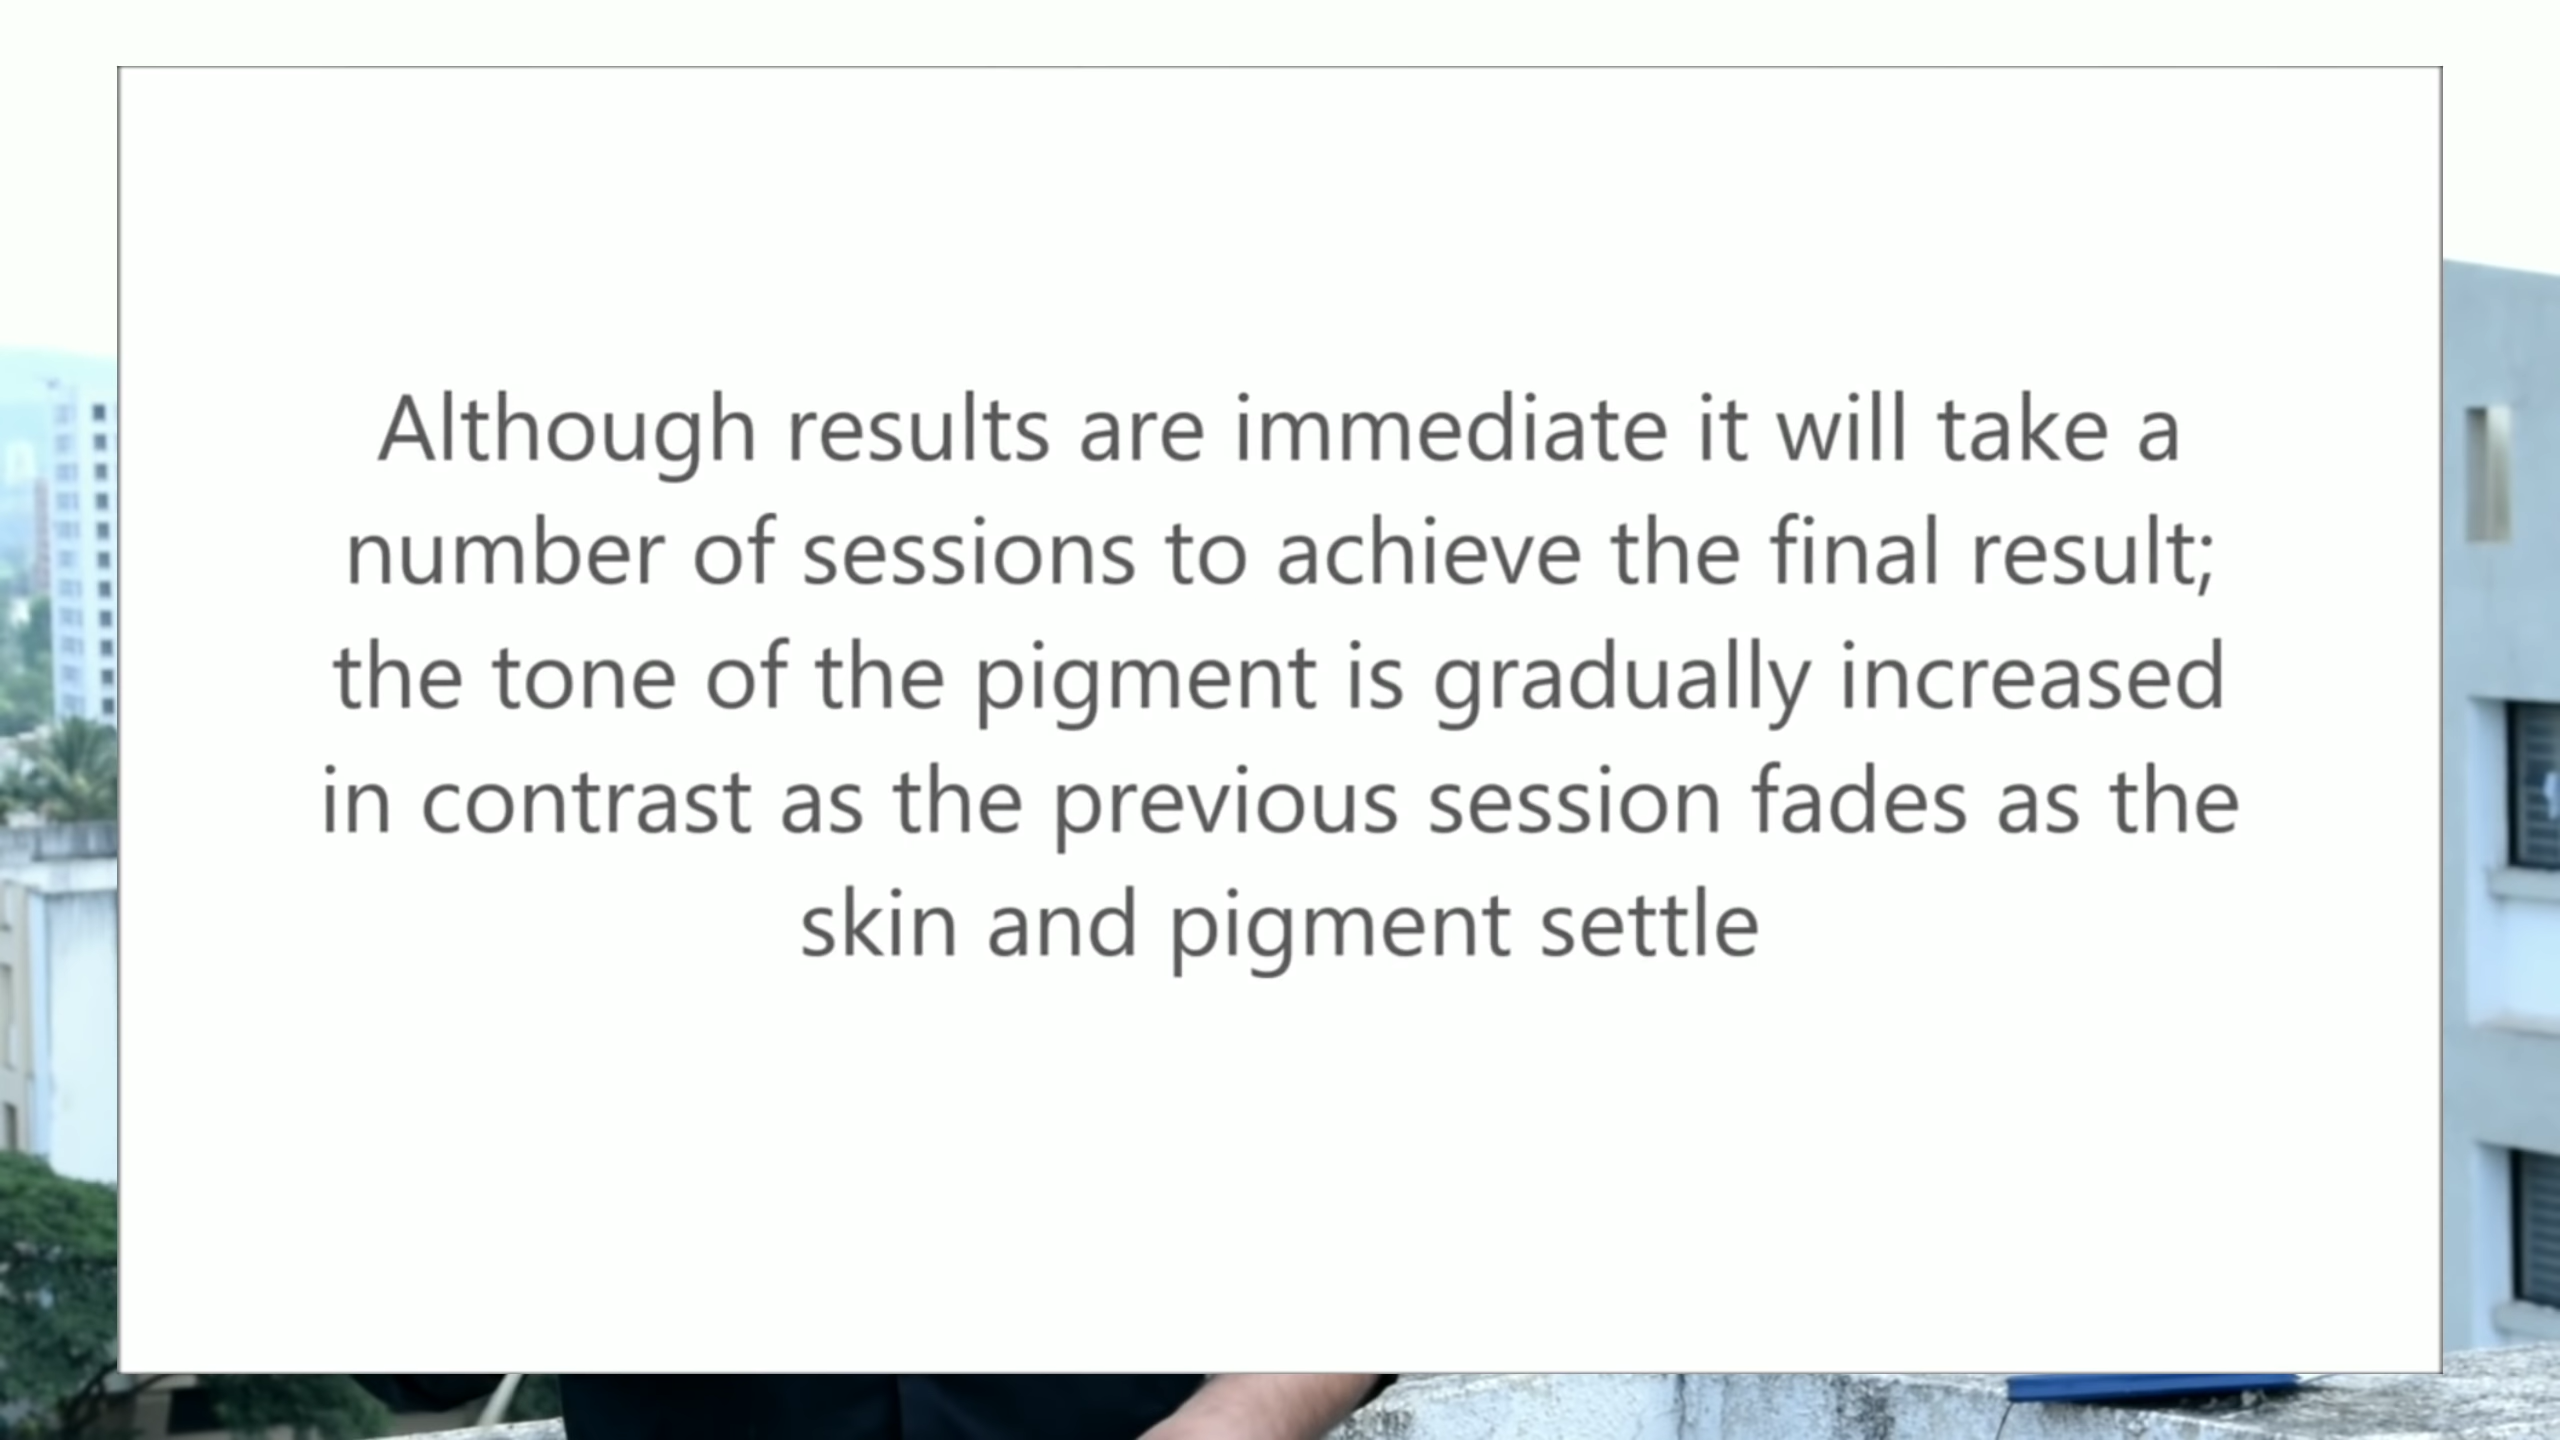 Although results are immediate it will take a
number of sessions to achieve the final result;
the tone of the pigment is gradually increased
in contrast as the previous session fades as the
skin and pigment settle